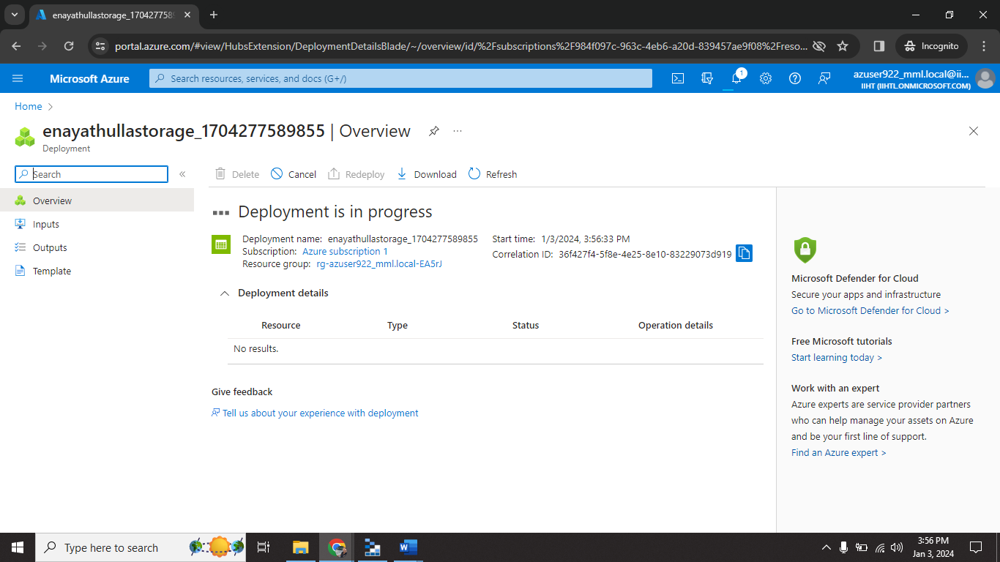 enayathullastorage_170427758
portal.azure.com/#view/HubsExtension/DeploymentDetailsBlade/~/overview/id/%2Fsubscriptions%2F984f097c-963c-4eb6-a20d-839457ae9f08%2Freso...
Incognito
Microsoft Azure
Search resources, services, and docs (G+/)
1
azuser922_mml.local@ii...
IIHT (IIHTL.ONMICROSOFT.COM)
Home
enayathullastorage_1704277589855 | Overview
...
Deployment
Search
Delete
Cancel
Redeploy
Download
Refresh
Overview
Inputs
Outputs
Template
Deployment is in progress
Deployment name: enayathullastorage_1704277589855
Subscription: Azure subscription 1
Resource group: rg-azuser922_mml.local-EA5rJ
Start time: 1/3/2024, 3:56:33 PM
Correlation ID: 36f427f4-5f8e-4e25-8e10-83229073d919
Deployment details
Resource Type Status Operation details
No results.
Give feedback
Tell us about your experience with deployment
Microsoft Defender for Cloud
Secure your apps and infrastructure
Go to Microsoft Defender for Cloud >
Free Microsoft tutorials
Start learning today >
Work with an expert
Azure experts are service provider partners
who can help manage your assets on Azure
and be your first line of support.
Find an Azure expert >
Type here to search
W
3:56 PM
Jan 3, 2024